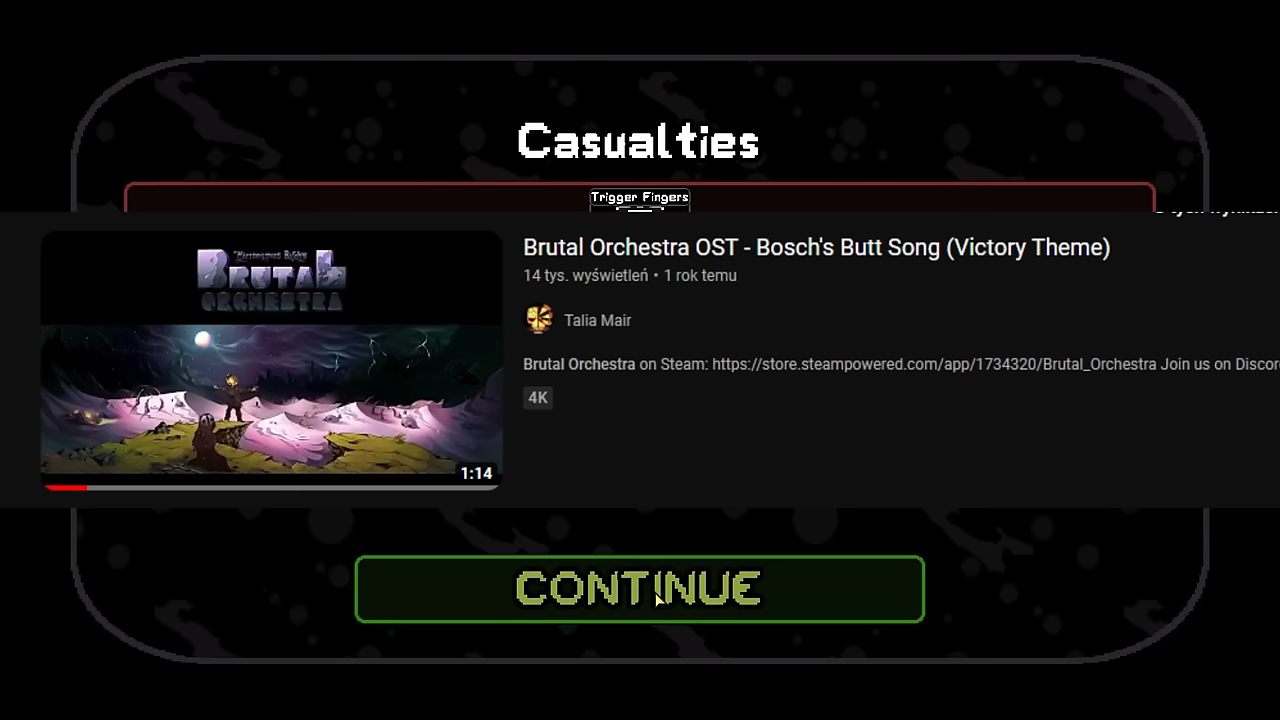 Casualties
Trigger Fingers
BRUTAL
ORCHESTRA
1:14
Brutal Orchestra OST - Bosch's Butt Song (Victory Theme)
14 tys. wyświetleń • 1 rok temu
Talia Mair
Brutal Orchestra on Steam: https://store.steampowered.com/app/1734320/Brutal_Orchestra Join us on Discor
4K
CONTINUE